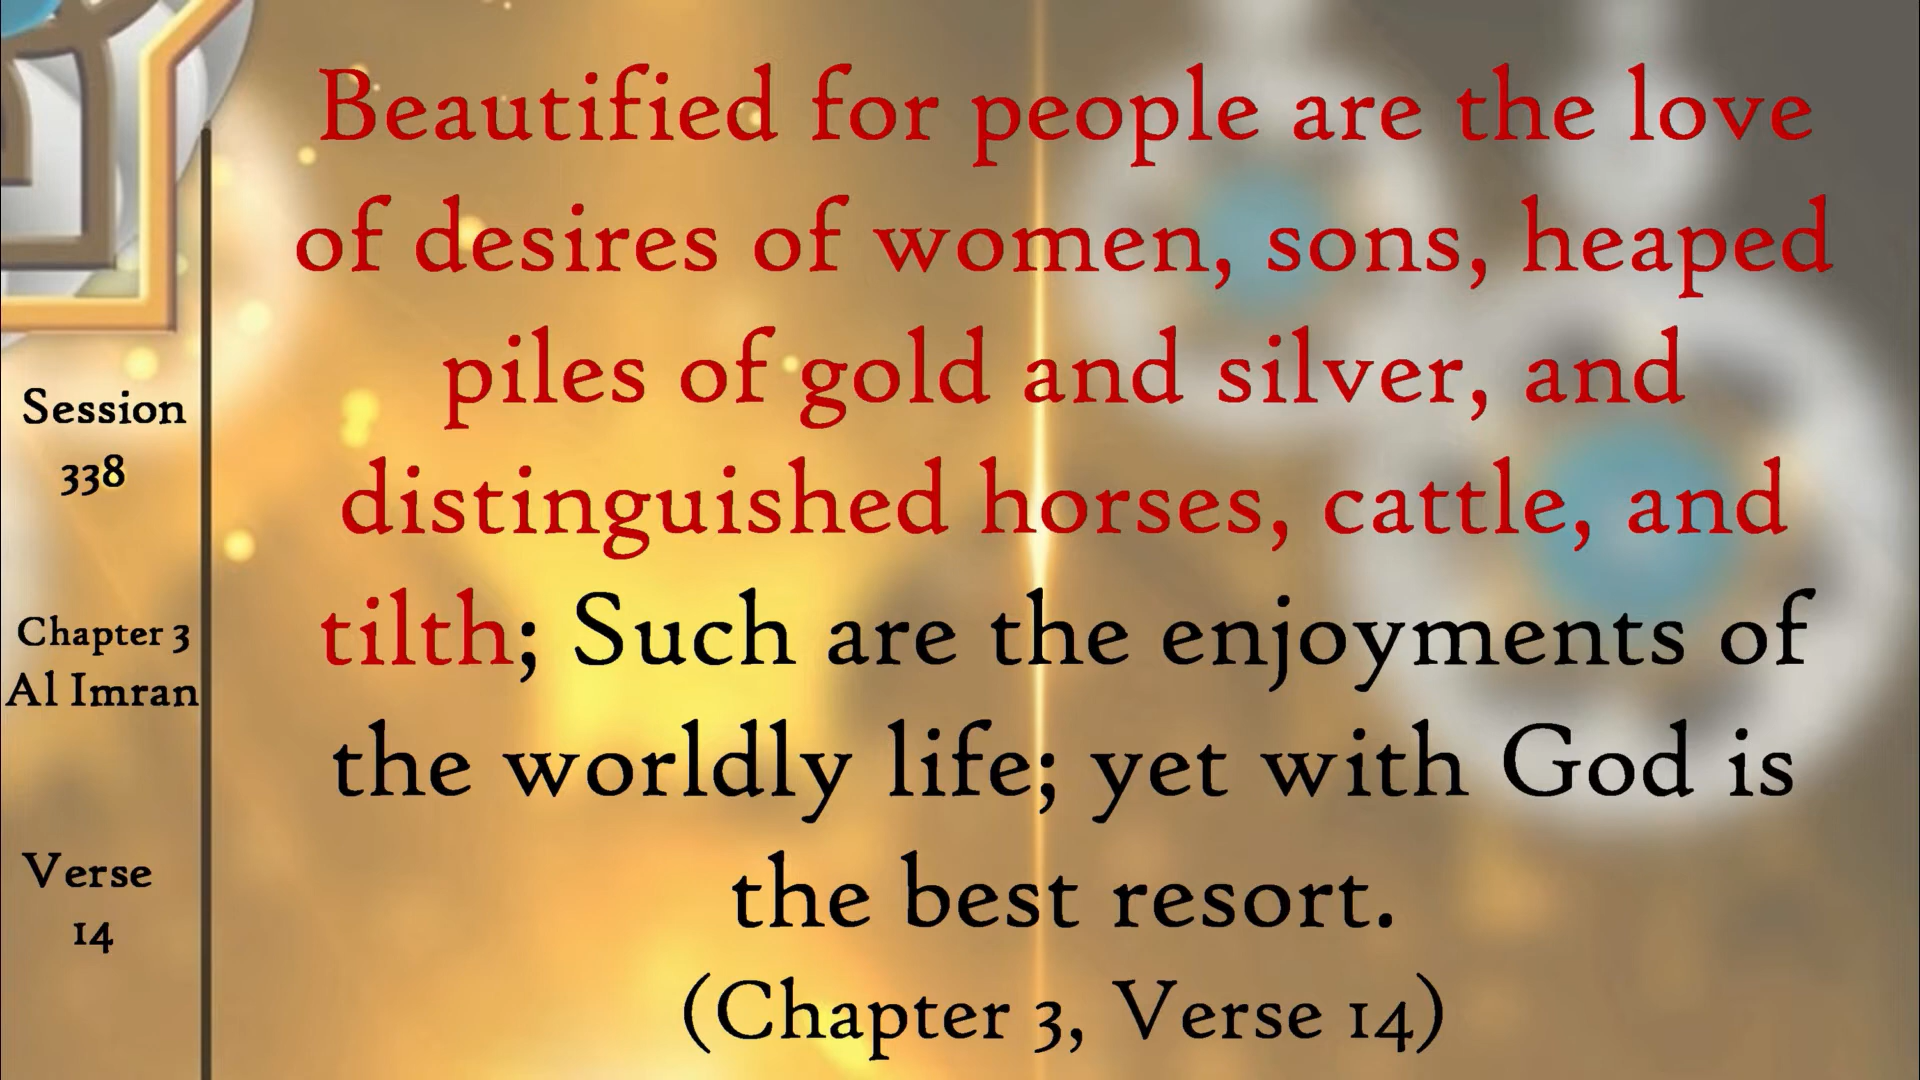 Session
338
Chapter 3
Al Imran
Verse
14
Beautified for people are the love
of desires of women, sons, heaped
piles of gold and silver, and
distinguished horses, cattle, and
tilth; Such are the enjoyments of
the worldly life; yet with God is
the best resort.
(Chapter 3, Verse 14)